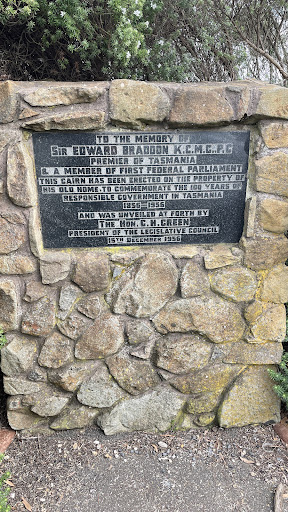 TO THE MEMORY OF
SIR EDWARD BRADDON K.C.M.G. P.C
PREMIER OF TASMANIA
& A MEMBER OF FIRST FEDERAL PARLIAMENT
THIS CAIRN HAS BEEN ERECTED ON THE PROPERTY OF
HIS OLD HOME. TO COMMEMORATE THE 100 YEARS OF
RESPONSIBLE GOVERNMENT IN TASMANIA
1856 - 1956
AND WAS UNVEILED AT FORTH BY
THE HON. C.H. GREEN
PRESIDENT OF THE LEGISLATIVE COUNCIL
15TH DECEMBER 1956